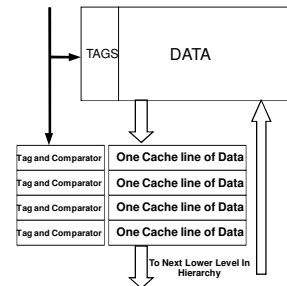 TAGS DATA
Tag and Comparator One Cache line of Data
Tag and Comparator One Cache line of Data
Tag and Comparator One Cache line of Data
Tag and Comparator One Cache line of Data
To Next Lower Level In
Hierarchy